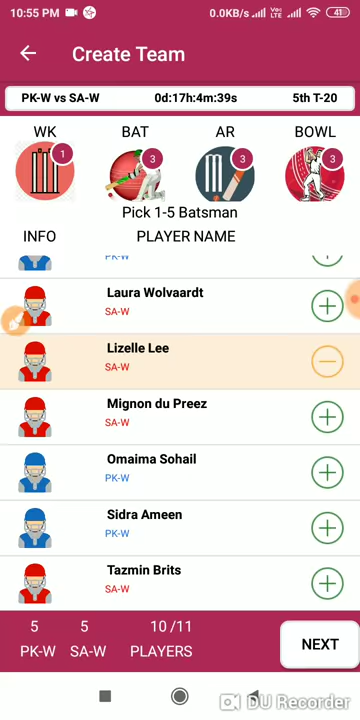 10:55 PM 0.0KB/s Vo LTE 41
Create Team
PK-W vs SA-W 0d:17h:4m:39s 5th T-20
WK BAT AR BOWL
1 3 3 3
Pick 1-5 Batsman
INFO PLAYER NAME
PK-W
Laura Wolvaardt
SA-W
Lizelle Lee
SA-W
Mignon du Preez
SA-W
Omaima Sohail
PK-W
Sidra Ameen
PK-W
Tazmin Brits
SA-W
5 5 10 /11
PK-W SA-W PLAYERS
NEXT
DU Recorder